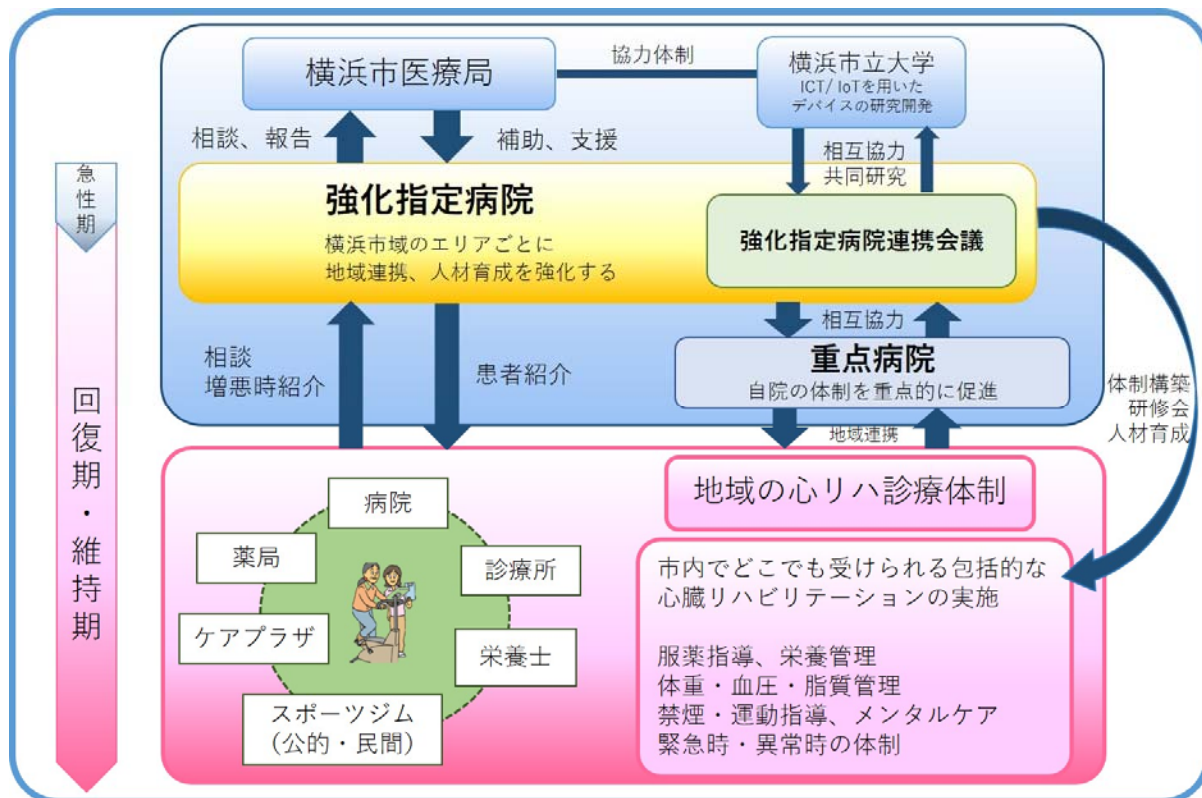 横浜市医療局
協力体制
横浜市立大学
ICT/ IoTを用いた
デバイスの研究開発
相談、報告
補助、支援
相互協力
共同研究
急性期
強化指定病院
横浜市域のエリアごとに
地域連携、人材育成を強化する
強化指定病院連携会議
相談
増悪時紹介
患者紹介
相互協力
重点病院
自院の体制を重点的に促進
地域連携
体制構築
研修会
人材育成
回復期・維持期
地域の心リハ診療体制
病院
薬局
診療所
ケアプラザ
栄養士
スポーツジム
(公的・民間)
市内でどこでも受けられる包括的な
心臓リハビリテーションの実施
服薬指導、栄養管理
体重・血圧・脂質管理
禁煙・運動指導、メンタルケア
緊急時・異常時の体制